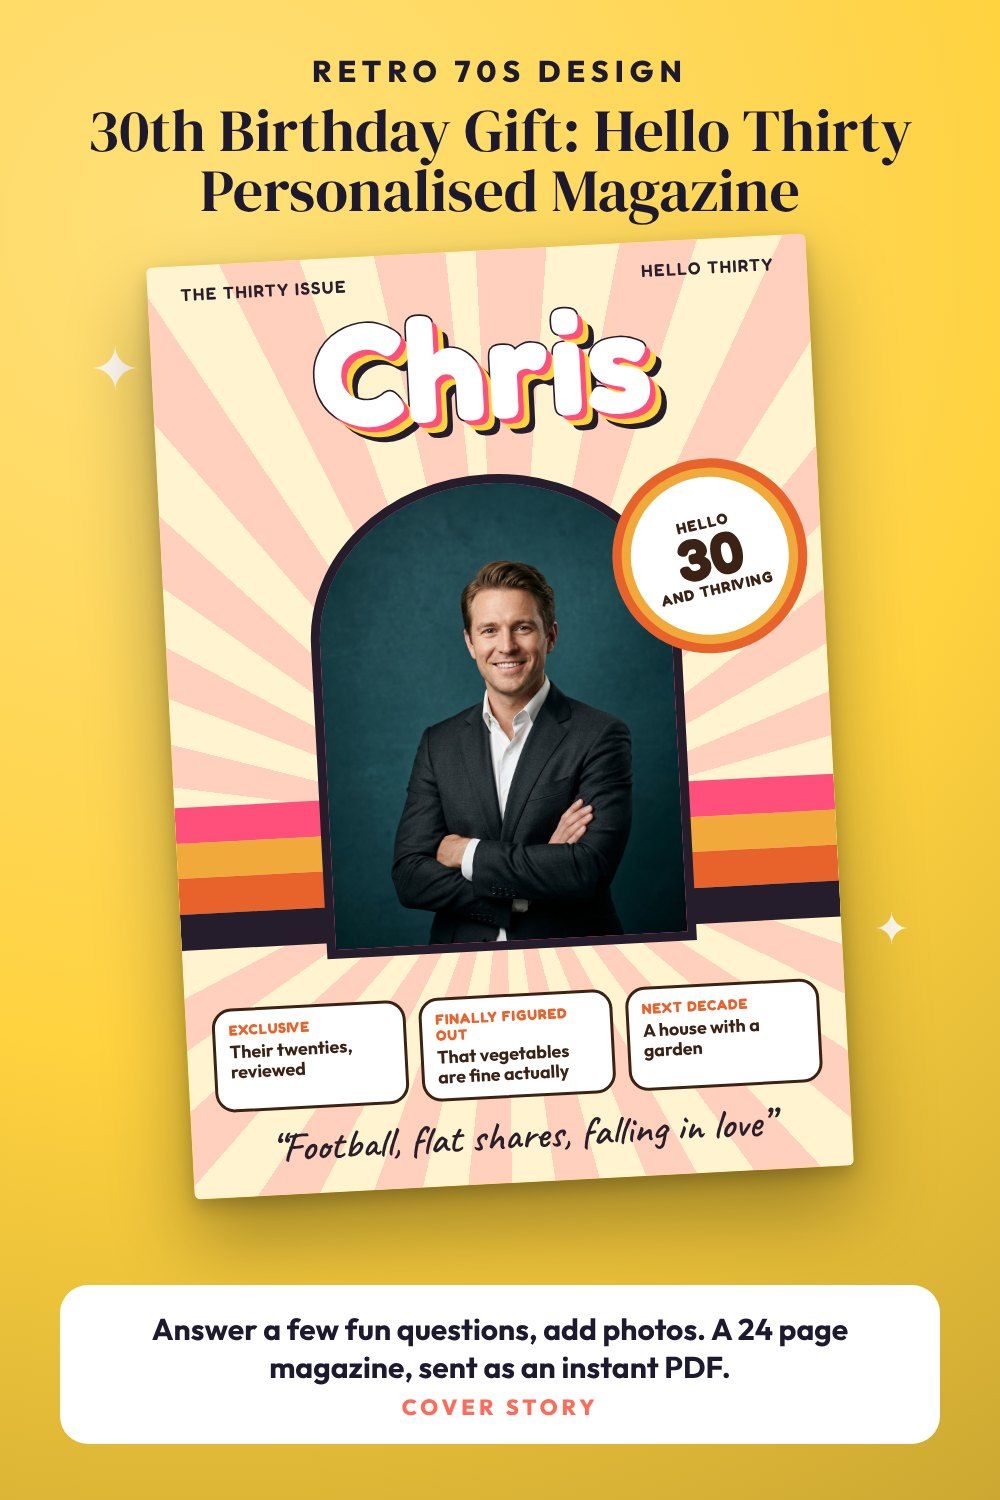 RETRO 70S DESIGN
30th Birthday Gift: Hello Thirty
Personalised Magazine
THE THIRTY ISSUE
HELLO THIRTY
Chris
HELLO
30
AND THRIVING
EXCLUSIVE
Their twenties,
reviewed
FINALLY FIGURED
OUT
That vegetables
are fine actually
NEXT DECADE
A house with a
garden
“Football, flat shares, falling in love”
Answer a few fun questions, add photos. A 24 page
magazine, sent as an instant PDF.
COVER STORY